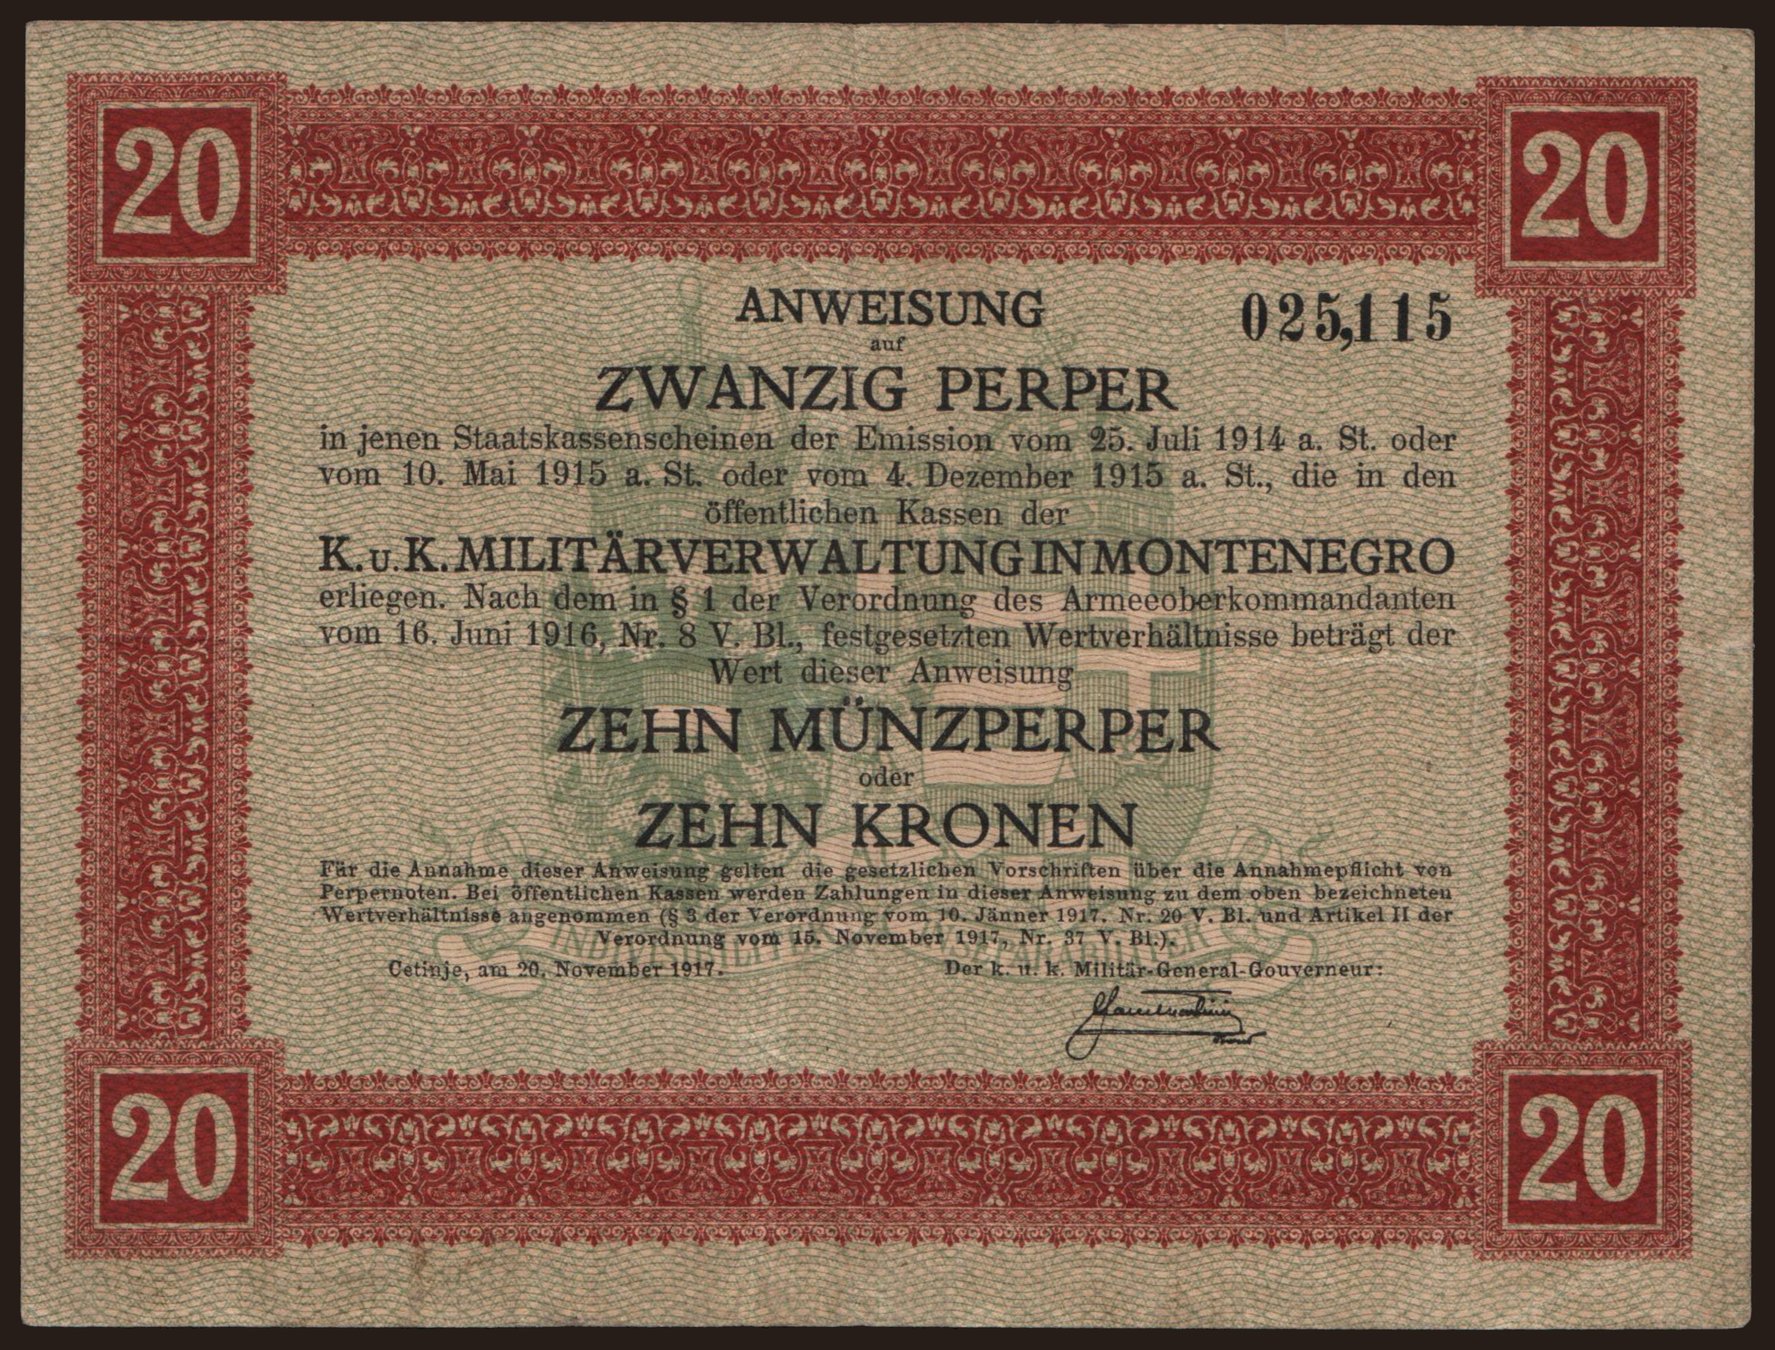 20
20
ANWEISUNG
025,115
auf
ZWANZIG PERPER
in jenen Staatskassenscheinen der Emission vom 25. Juli 1914 a. St. oder
vom 10. Mai 1915 a. St. oder vom 4. Dezember 1915 a. St., die in den
öffentlichen Kassen der
K. u. K. MILITÄRVERWALTUNG IN MONTENEGRO
erliegen. Nach dem in § 1 der Verordnung des Armeeoberkommandanten
vom 16. Juni 1916, Nr. 8 V. Bl., festgesetzten Wertverhältnisse beträgt der
Wert dieser Anweisung
ZEHN MÜNZPERPER
oder
ZEHN KRONEN
Für die Annahme dieser Anweisung gelten die gesetzlichen Vorschriften über die Annahmepflicht von
Perpernoten. Bei öffentlichen Kassen werden Zahlungen in dieser Anweisung zu dem oben bezeichneten
Wertverhältnisse angenommen (§ 3 der Verordnung vom 10. Jänner 1917, Nr. 20 V. Bl. und Artikel II der
Verordnung vom 15. November 1917, Nr. 37 V. Bl.).
Cetinje, am 20. November 1917.
Der k. u. k. Militär-General-Gouverneur:
20
20